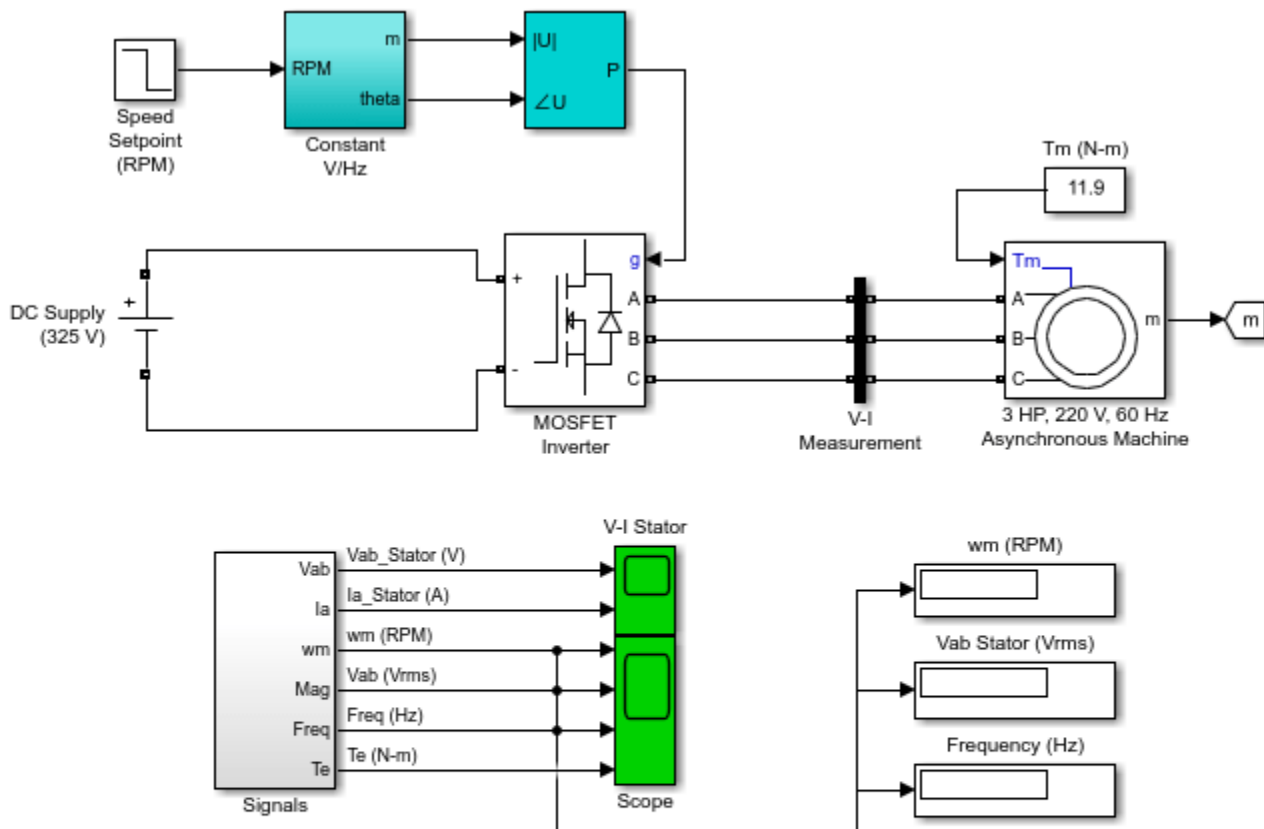 m
|U|
RPM
P
theta
∠U
Speed
Setpoint
(RPM)
Constant
V/Hz
Tm (N-m)
11.9
+
DC Supply
(325 V)
+
-
g
A
B
C
MOSFET
Inverter
V-I
Measurement
Tm
A
B
C
m
m
3 HP, 220 V, 60 Hz
Asynchronous Machine
V-I Stator
Vab
Vab_Stator (V)
Ia
Ia_Stator (A)
wm
wm (RPM)
Mag
Vab (Vrms)
Freq
Freq (Hz)
Te
Te (N-m)
Signals
Scope
wm (RPM)
Vab Stator (Vrms)
Frequency (Hz)